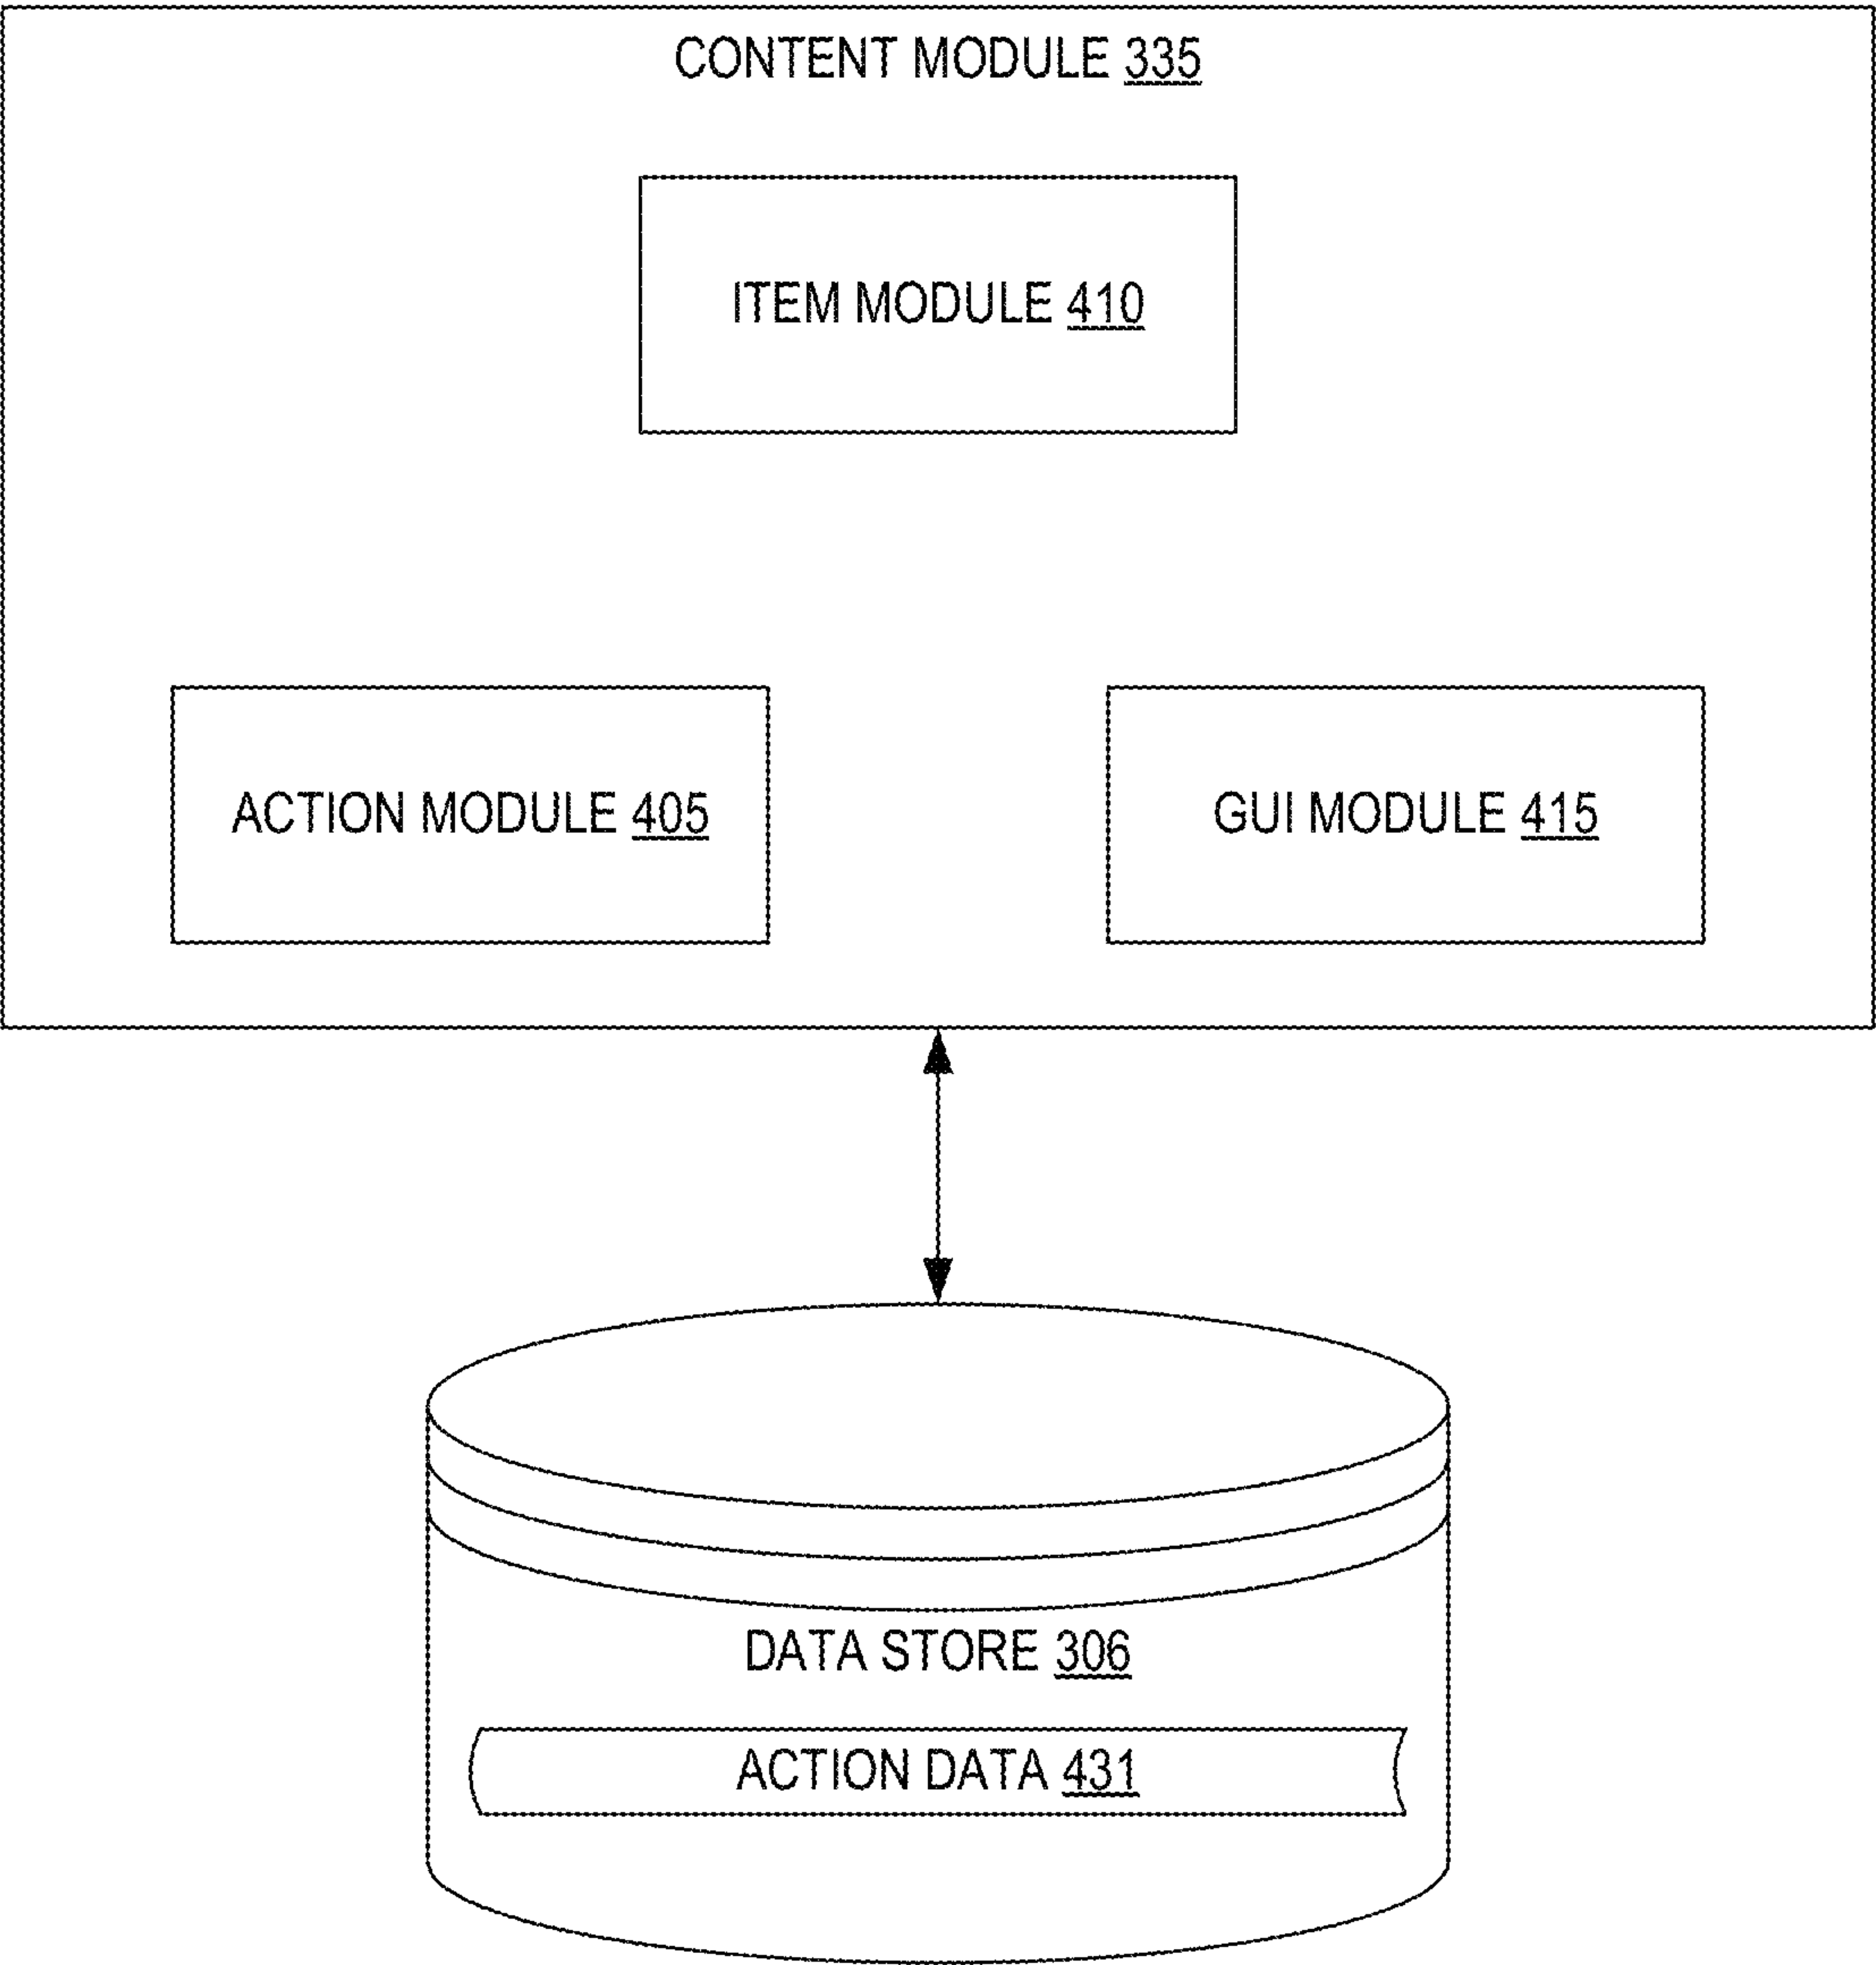 CONTENT MODULE 335
ITEM MODULE 410
ACTION MODULE 405
GUI MODULE 415
DATA STORE 306
ACTION DATA 431